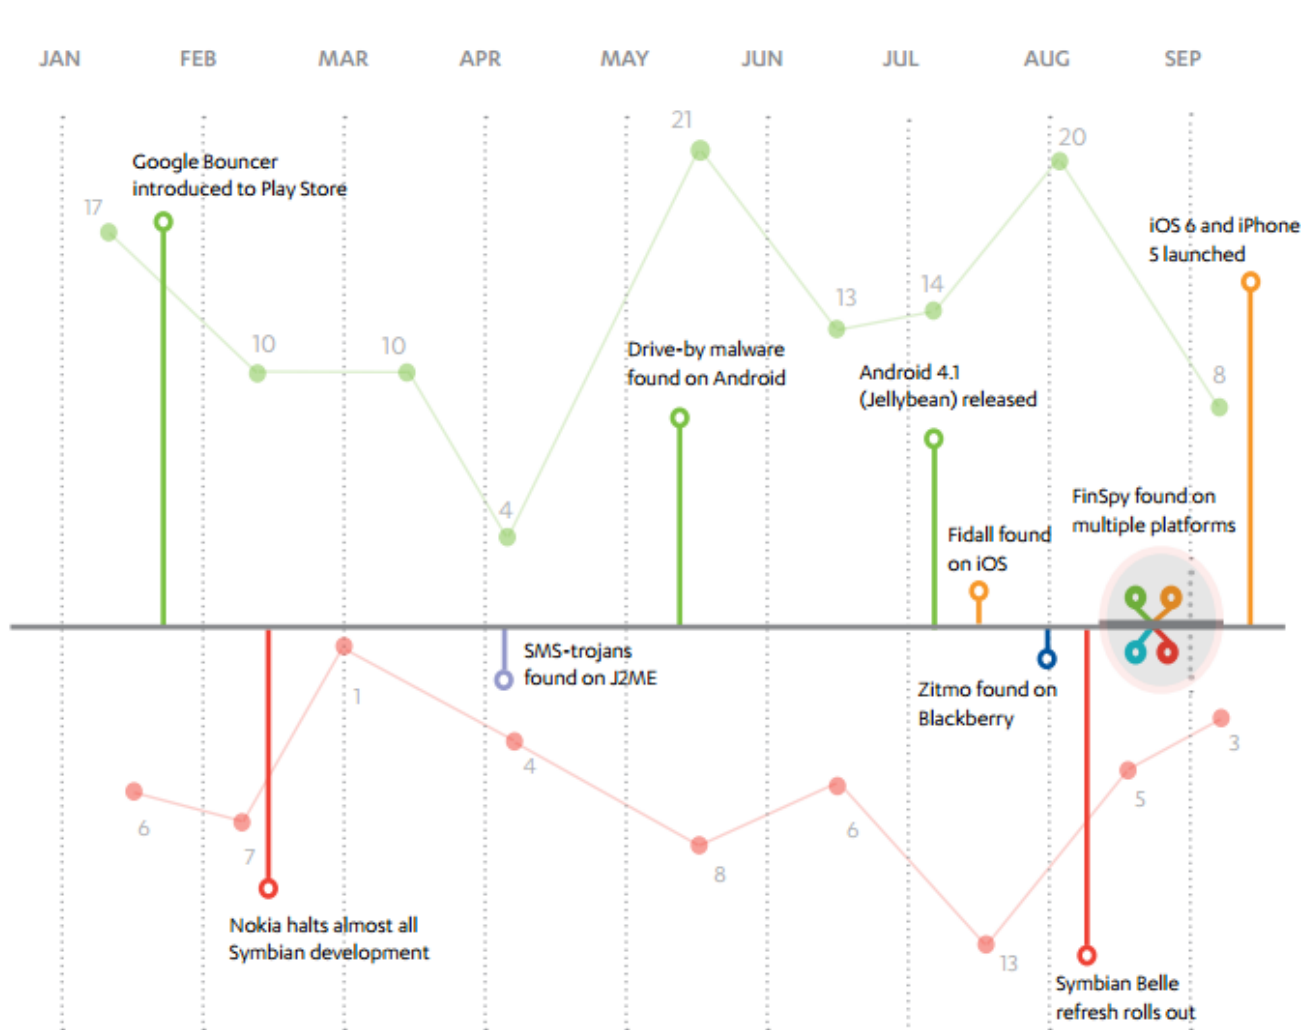 JAN FEB MAR APR MAY JUN JUL AUG SEP
21
20
Google Bouncer
introduced to Play Store
17
iOS 6 and iPhone
5 launched
13
14
10
10
Drive-by malware
found on Android
Android 4.1
(Jellybean) released
8
4
FinSpy found on
multiple platforms
Fidall found
on iOS
SMS-trojans
found on J2ME
1
Zitmo found on
Blackberry
4
3
6
7
8
6
5
Nokia halts almost all
Symbian development
13
Symbian Belle
refresh rolls out